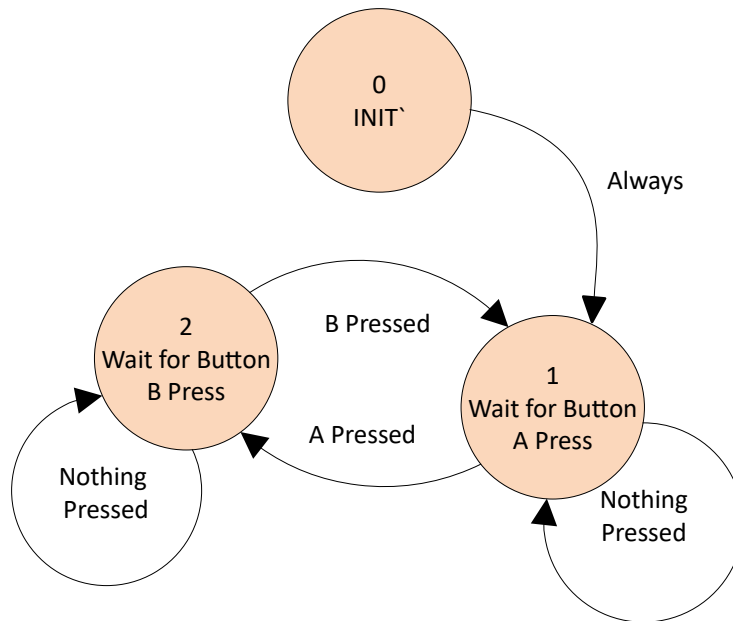 0
INIT`
Always
B Pressed
2
Wait for Button
B Press
1
Wait for Button
A Press
A Pressed
Nothing
Pressed
Nothing
Pressed